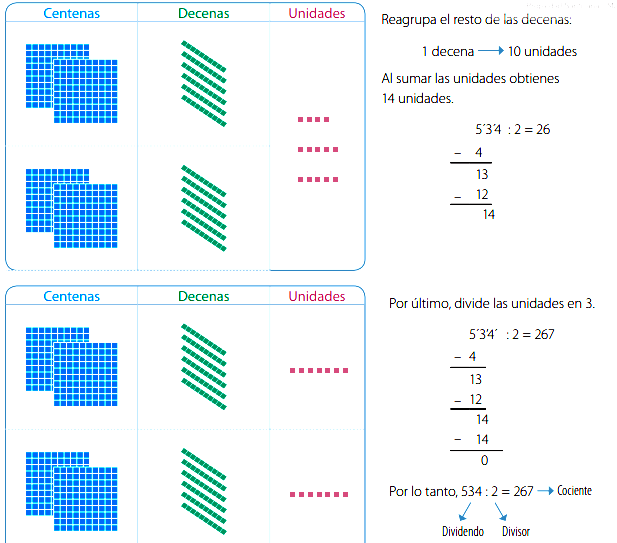 Centenas Decenas Unidades
Reagrupa el resto de las decenas:
1 decena → 10 unidades
Al sumar las unidades obtienes
14 unidades.
5´3´4 : 2 = 26
– 4
13
– 12
14
Centenas Decenas Unidades
Por último, divide las unidades en 3.
5´3´4´ : 2 = 267
– 4
13
– 12
14
– 14
0
Por lo tanto, 534 : 2 = 267 → Cociente
Dividendo Divisor